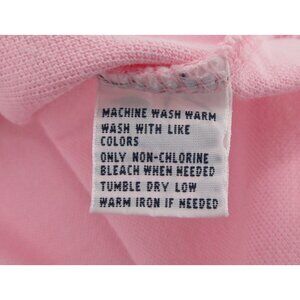 MACHINE WASH WARM
WASH WITH LIKE
COLORS
ONLY NON-CHLORINE
BLEACH WHEN NEEDED
TUMBLE DRY LOW
WARM IRON IF NEEDED